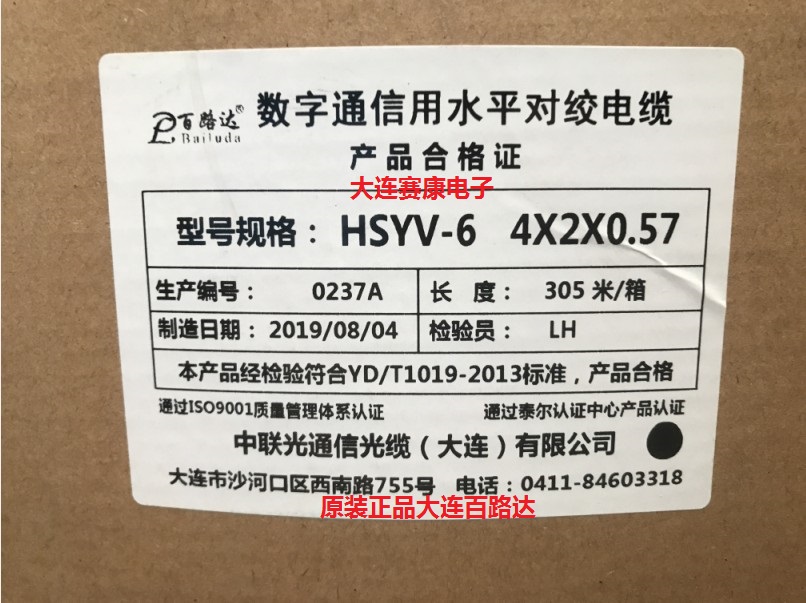 百路达® 数字通信用水平对绞电缆
Bailuda
产品合格证
大连赛康电子
型号规格：HSYV-6 4X2X0.57
生产编号： 0237A 长 度： 305 米/箱
制造日期： 2019/08/04 检验员： LH
本产品经检验符合YD/T1019-2013标准，产品合格
通过ISO9001质量管理体系认证 通过泰尔认证中心产品认证
中联光通信光缆（大连）有限公司
大连市沙河口区西南路755号 电话：0411-84603318
原装正品大连百路达